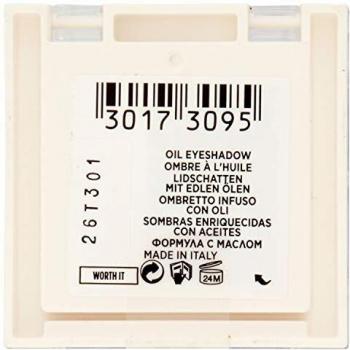 3017 3095
OIL EYESHADOW
OMBRE À L'HUILE
LIDSCHATTEN
MIT EDLEN ÖLEN
OMBRETTO INFUSO
CON OLI
SOMBRAS ENRIQUECIDAS
CON ACEITES
ФОРМУЛА С МАСЛОМ
MADE IN ITALY
26T301
WORTH IT
24M